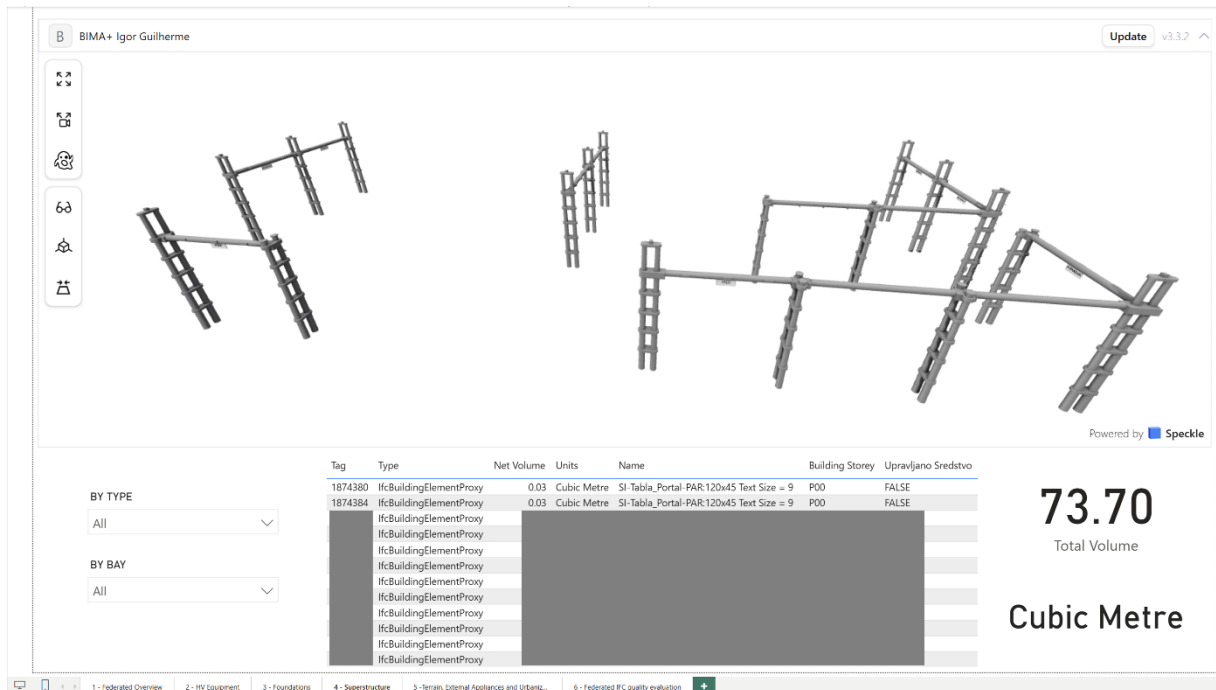 B BIMA+ Igor Guilherme Update v3.3.2
Powered by Speckle
Tag Type Net Volume Units Name Building Storey Upravljano Sredstvo
1874380 IfcBuildingElementProxy 0.03 Cubic Metre SI-Tabla_Portal-PAR:120x45 Text Size = 9 P00 FALSE
1874384 IfcBuildingElementProxy 0.03 Cubic Metre SI-Tabla_Portal-PAR:120x45 Text Size = 9 P00 FALSE
IfcBuildingElementProxy
IfcBuildingElementProxy
IfcBuildingElementProxy
IfcBuildingElementProxy
IfcBuildingElementProxy
IfcBuildingElementProxy
IfcBuildingElementProxy
IfcBuildingElementProxy
IfcBuildingElementProxy
IfcBuildingElementProxy
BY TYPE
All
BY BAY
All
73.70
Total Volume
Cubic Metre
1 - Federated Overview 2 - HV Equipment 3 - Foundations 4 - Superstructure 5 -Terrain, External Appliances and Urbaniz... 6 - Federated IFC quality evaluation +